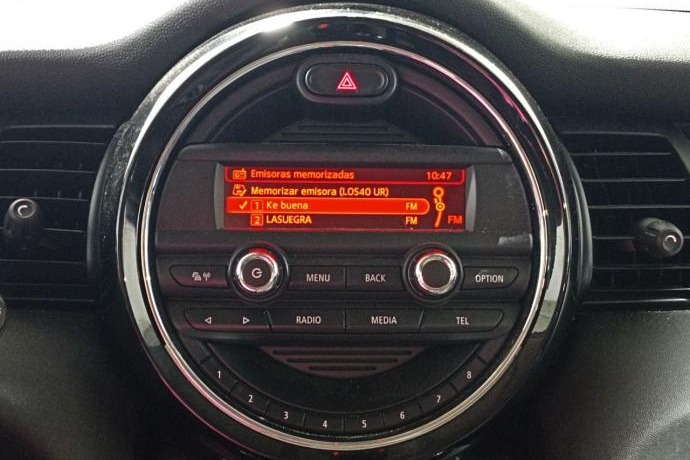 Emisoras memorizadas 10:47
Memorizar emisora (LOS40 UR)
✓ 1 Ke buena FM
2 LASUEGRA FM
FM
MENU BACK OPTION
RADIO MEDIA TEL
1 2 3 4 5 6 7 8